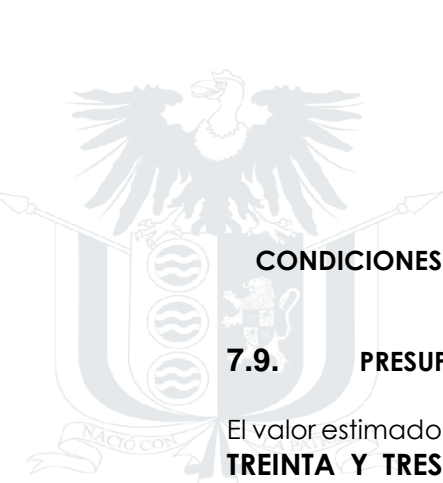 CONDICIONES
7.9. PRESUP
El valor estimado
TREINTA Y TRES
NACIÓ CON